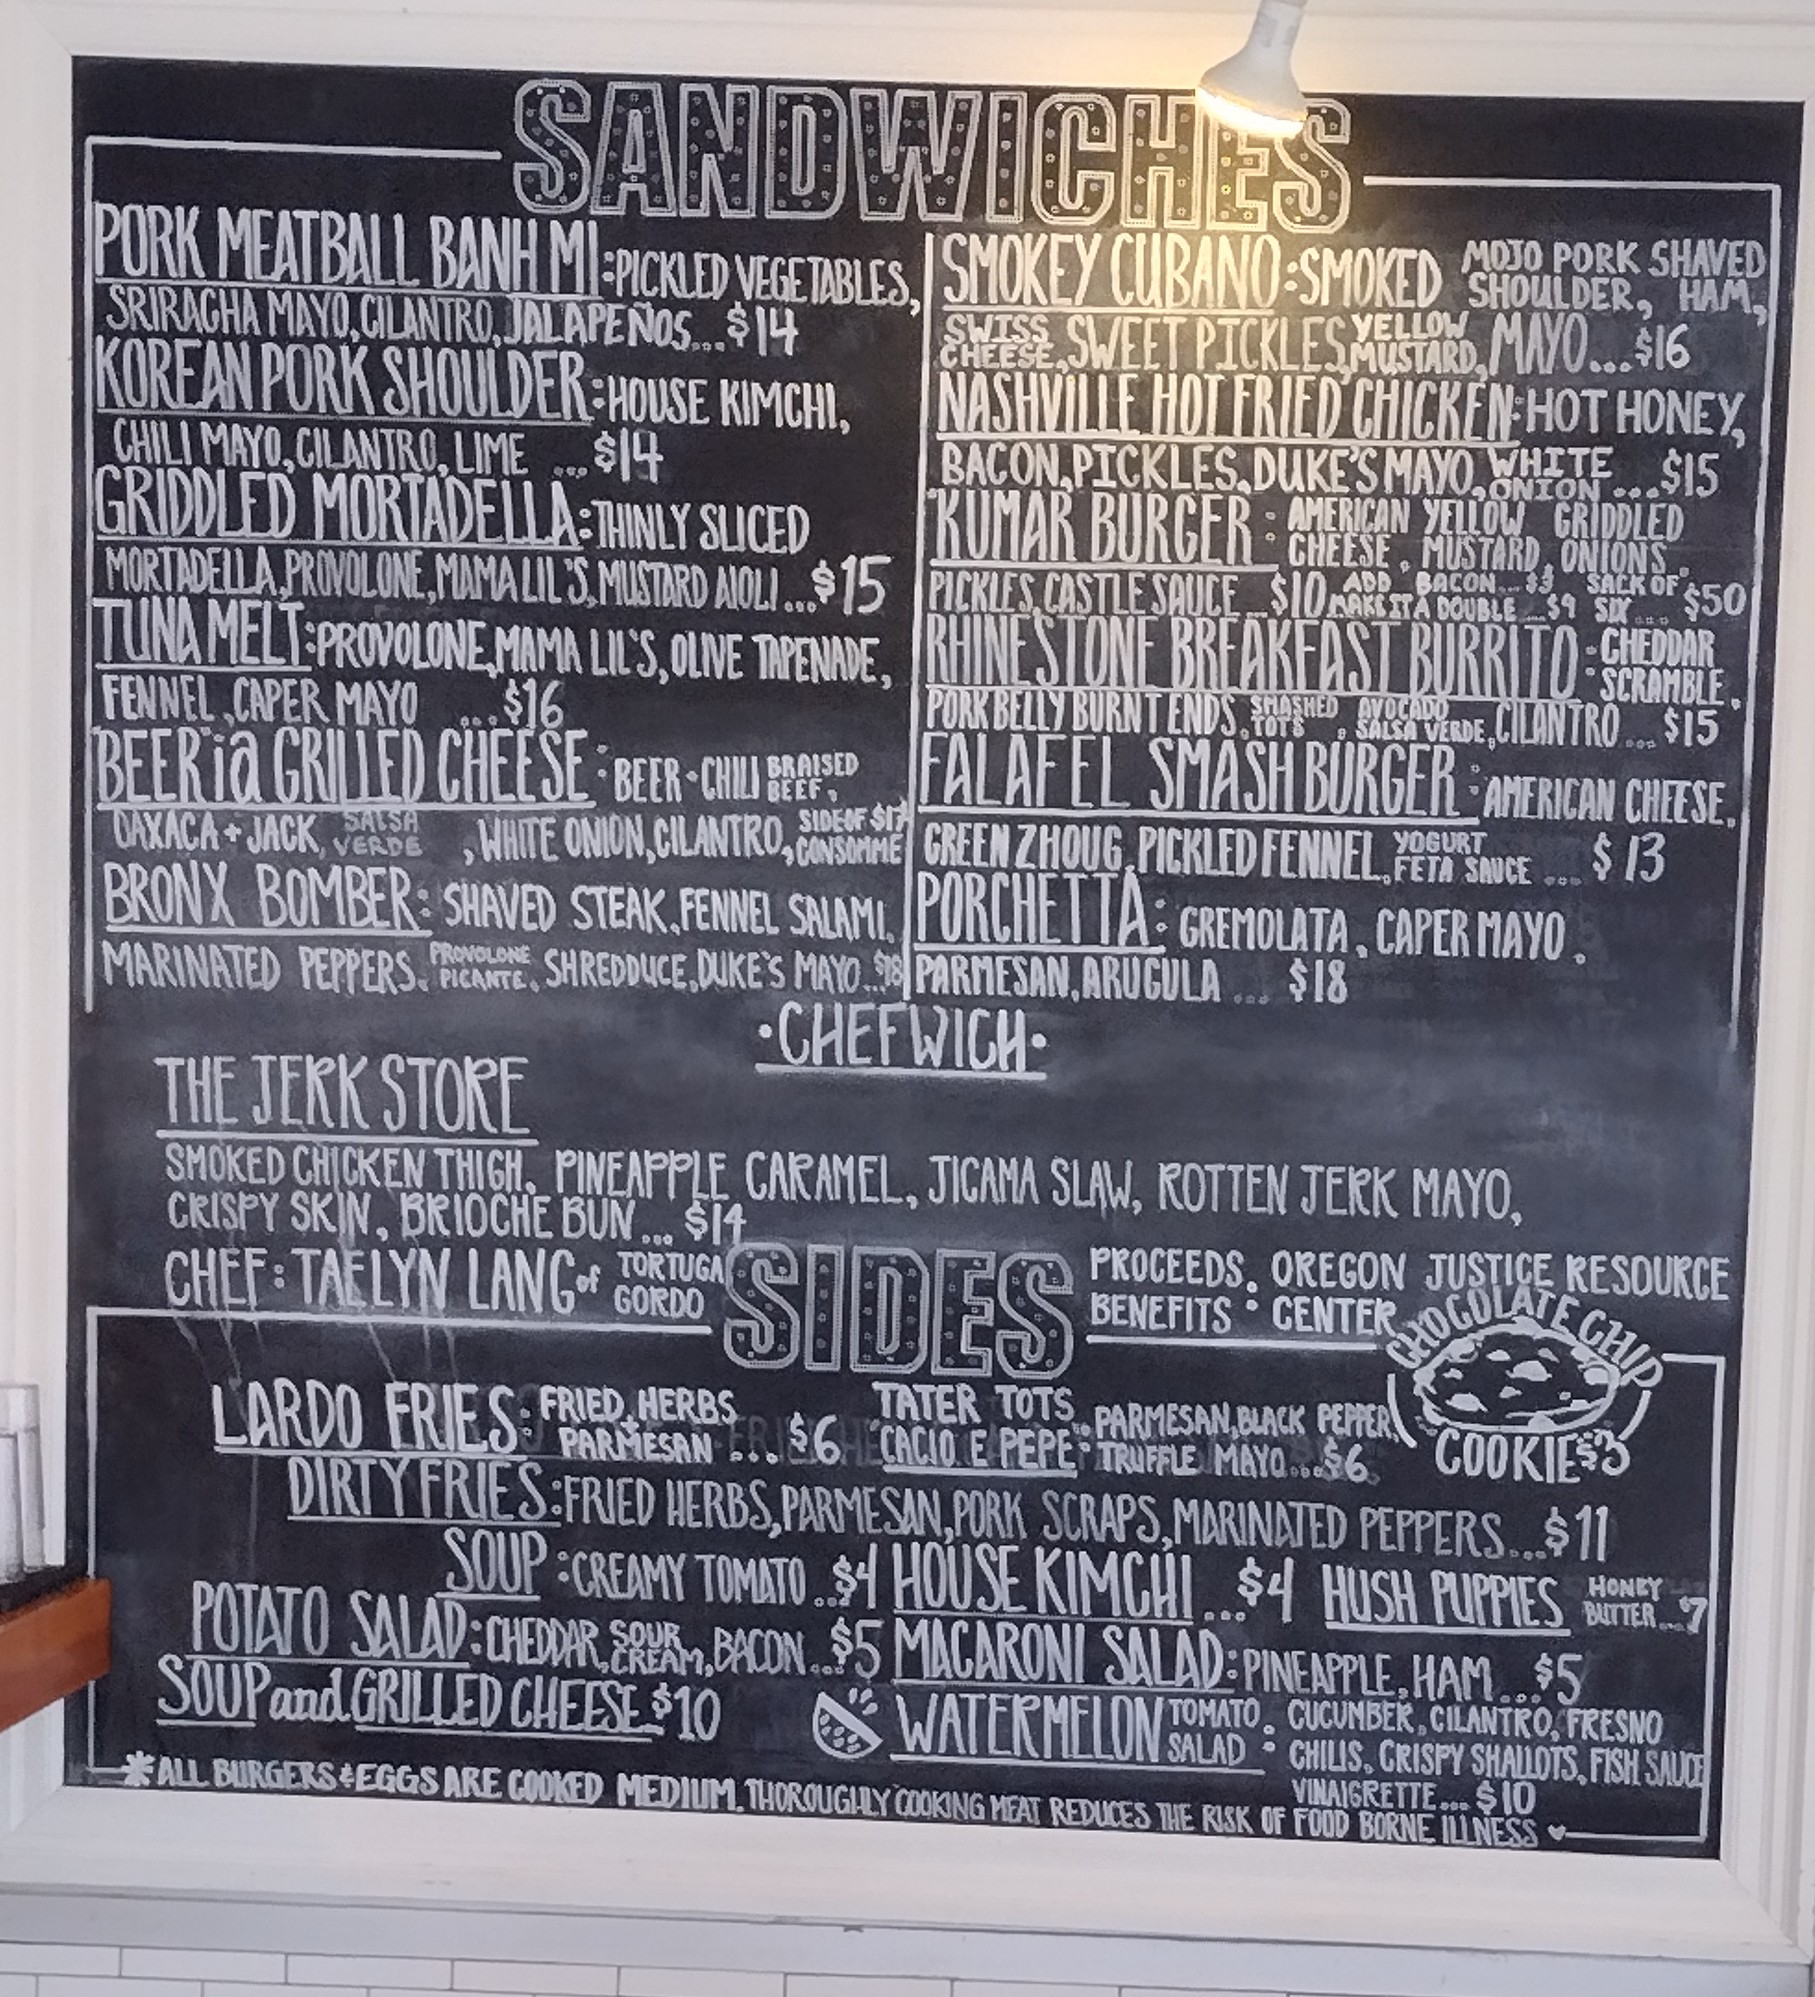 SANDWICHES
PORK MEATBALL BANH MI: PICKLED VEGETABLES,
SRIRACHA MAYO, CILANTRO, JALAPEÑOS... $14
KOREAN PORK SHOULDER: HOUSE KIMCHI,
CHILI MAYO, CILANTRO, LIME ... $14
GRIDDLED MORTADELLA: THINLY SLICED
MORTADELLA, PROVOLONE, MAMA LIL'S, MUSTARD AIOLI ... $15
TUNA MELT: PROVOLONE, MAMA LIL'S, OLIVE TAPENADE,
FENNEL, CAPER MAYO ... $16
BEERia GRILLED CHEESE: BEER-CHILI BRAISED BEEF,
OAXACA + JACK, SALSA VERDE, WHITE ONION, CILANTRO, SIDE OF CONSOMMÉ $17
BRONX BOMBER: SHAVED STEAK, FENNEL SALAMI,
MARINATED PEPPERS, PROVOLONE PICANTE, SHREDDUCE, DUKE'S MAYO... $18
SMOKEY CUBANO: SMOKED MOJO PORK SHOULDER, SHAVED HAM,
SWISS CHEESE, SWEET PICKLES, YELLOW MUSTARD, MAYO... $16
NASHVILLE HOT FRIED CHICKEN: HOT HONEY,
BACON, PICKLES, DUKE'S MAYO, WHITE ONION ... $15
KUMAR BURGER: AMERICAN CHEESE, YELLOW MUSTARD, GRIDDLED ONIONS,
PICKLES, CASTLE SAUCE ... $10 ADD BACON... $3 MAKE IT A DOUBLE ... $9 SACK OF SIX ... $50
RHINESTONE BREAKFAST BURRITO: CHEDDAR SCRAMBLE,
PORK BELLY BURNT ENDS, SMASHED TOTS, AVOCADO SALSA VERDE, CILANTRO ... $15
FALAFEL SMASH BURGER: AMERICAN CHEESE,
GREEN ZHOUG, PICKLED FENNEL, YOGURT FETA SAUCE ... $13
PORCHETTA: GREMOLATA, CAPER MAYO,
PARMESAN, ARUGULA ... $18
·CHEFWICH·
THE JERK STORE
SMOKED CHICKEN THIGH, PINEAPPLE CARAMEL, JICAMA SLAW, ROTTEN JERK MAYO,
CRISPY SKIN, BRIOCHE BUN... $14
CHEF: TAELYN LANG of TORTUGA GORDO
PROCEEDS BENEFITS: OREGON JUSTICE RESOURCE CENTER
SIDES
CHOCOLATE CHIP
COOKIE $3
LARDO FRIES: FRIED HERBS, PARMESAN ... $6
TATER TOTS "CACIO E PEPE": PARMESAN, BLACK PEPPER, TRUFFLE MAYO... $6
DIRTY FRIES: FRIED HERBS, PARMESAN, PORK SCRAPS, MARINATED PEPPERS... $11
SOUP: CREAMY TOMATO ... $4 HOUSE KIMCHI ... $4 HUSH PUPPIES HONEY BUTTER... $7
POTATO SALAD: CHEDDAR, SOUR CREAM, BACON... $5 MACARONI SALAD: PINEAPPLE, HAM... $5
SOUP and GRILLED CHEESE $10
WATERMELON TOMATO SALAD: CUCUMBER, CILANTRO, FRESNO
CHILIS, CRISPY SHALLOTS, FISH SAUCE
VINAIGRETTE... $10
*ALL BURGERS & EGGS ARE COOKED MEDIUM. THOROUGHLY COOKING MEAT REDUCES THE RISK OF FOOD BORNE ILLNESS